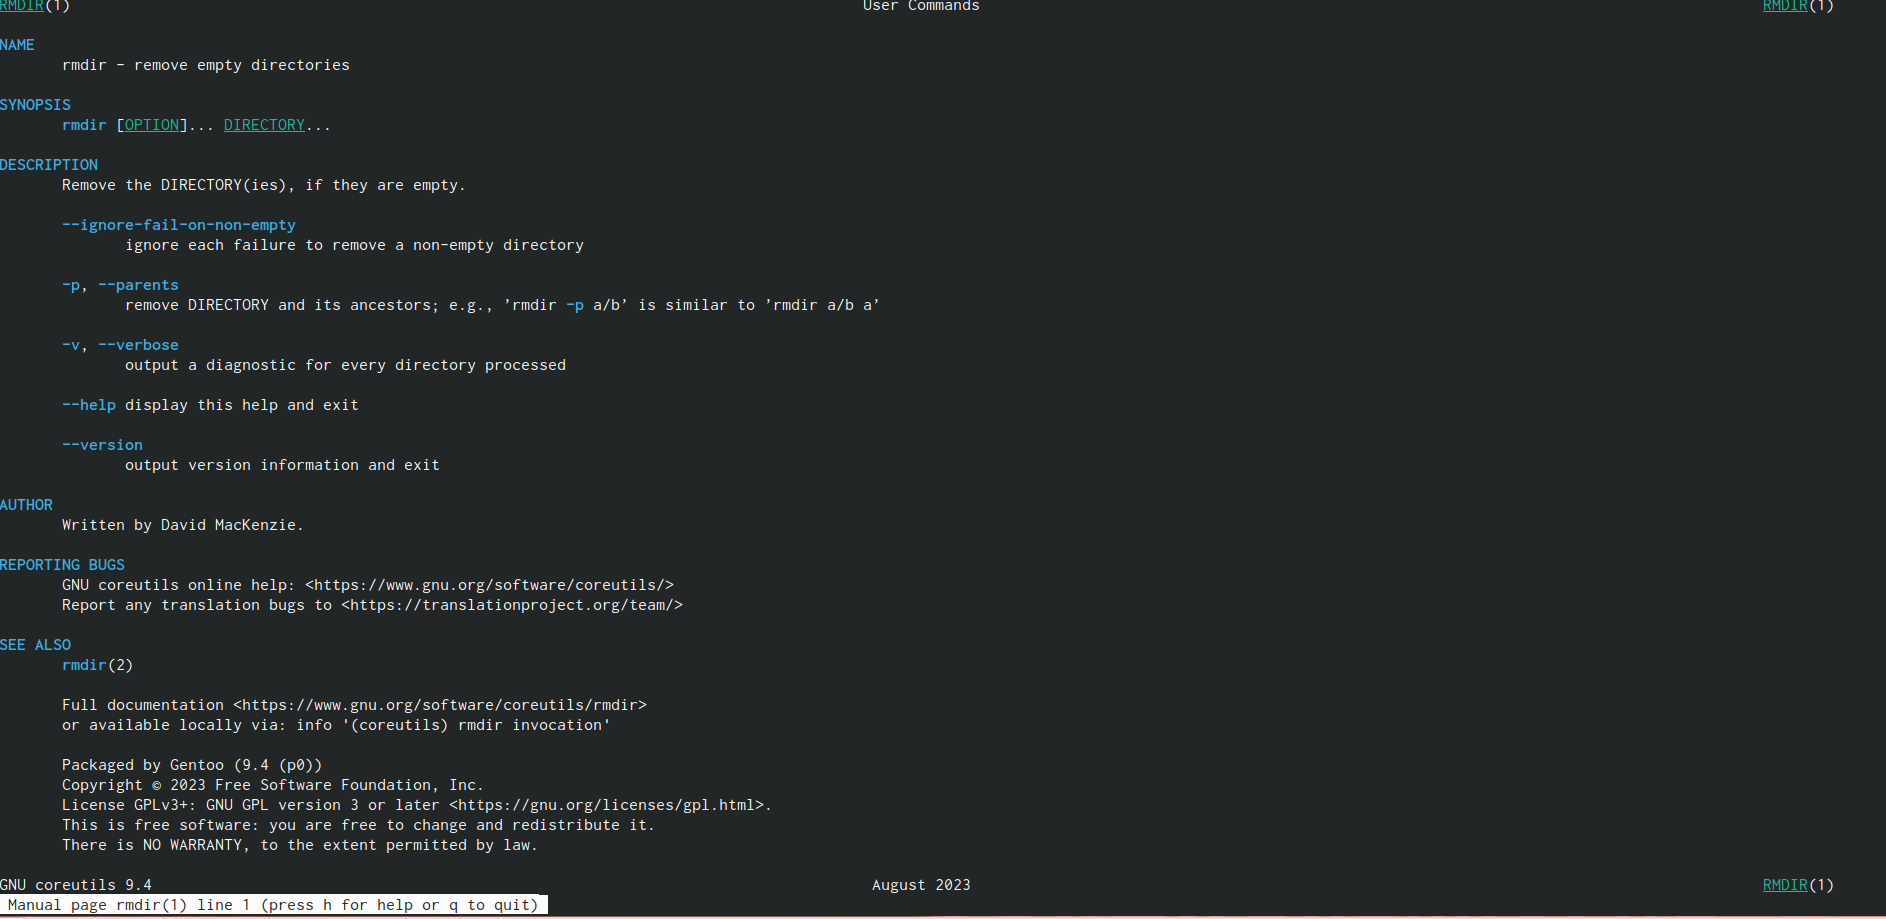 RMDIR(1) User Commands RMDIR(1)
NAME
rmdir - remove empty directories
SYNOPSIS
rmdir [OPTION]... DIRECTORY...
DESCRIPTION
Remove the DIRECTORY(ies), if they are empty.
--ignore-fail-on-non-empty
ignore each failure to remove a non-empty directory
-p, --parents
remove DIRECTORY and its ancestors; e.g., ’rmdir -p a/b’ is similar to ’rmdir a/b a’
-v, --verbose
output a diagnostic for every directory processed
--help display this help and exit
--version
output version information and exit
AUTHOR
Written by David MacKenzie.
REPORTING BUGS
GNU coreutils online help: <https://www.gnu.org/software/coreutils/>
Report any translation bugs to <https://translationproject.org/team/>
SEE ALSO
rmdir(2)
Full documentation <https://www.gnu.org/software/coreutils/rmdir>
or available locally via: info '(coreutils) rmdir invocation'
Packaged by Gentoo (9.4 (p0))
Copyright © 2023 Free Software Foundation, Inc.
License GPLv3+: GNU GPL version 3 or later <https://gnu.org/licenses/gpl.html>.
This is free software: you are free to change and redistribute it.
There is NO WARRANTY, to the extent permitted by law.
GNU coreutils 9.4 August 2023 RMDIR(1)
Manual page rmdir(1) line 1 (press h for help or q to quit)